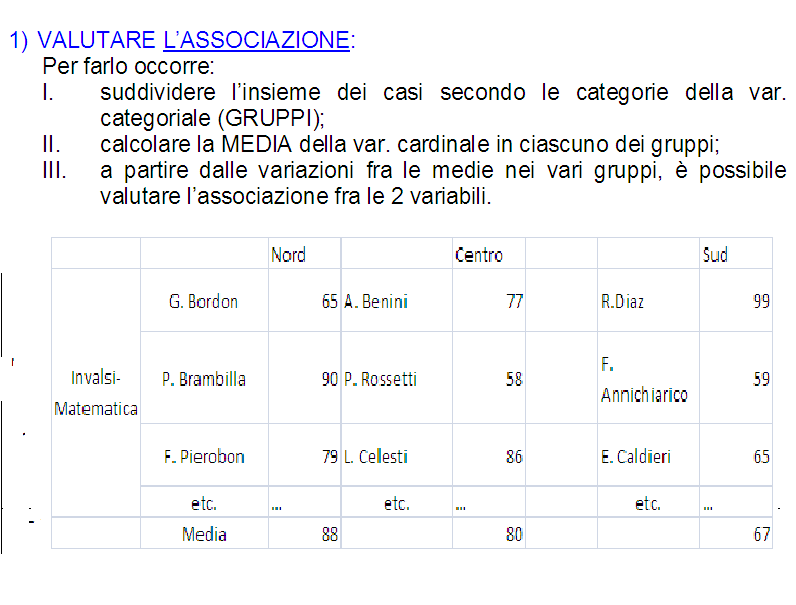 1) VALUTARE L'ASSOCIAZIONE:
Per farlo occorre:
I. suddividere l'insieme dei casi secondo le categorie della var.
categoriale (GRUPPI);
II. calcolare la MEDIA della var. cardinale in ciascuno dei gruppi;
III. a partire dalle variazioni fra le medie nei vari gruppi, è possibile
valutare l'associazione fra le 2 variabili.
Nord Centro Sud
G. Bordon 65 A. Benini 77 R.Diaz 99
Invalsi-
Matematica
P. Brambilla 90 P. Rossetti 58 F.
Annichiarico 59
F. Pierobon 79 L. Celesti 86 E. Caldieri 65
etc. ... etc. ... etc. ...
Media 88 80 67